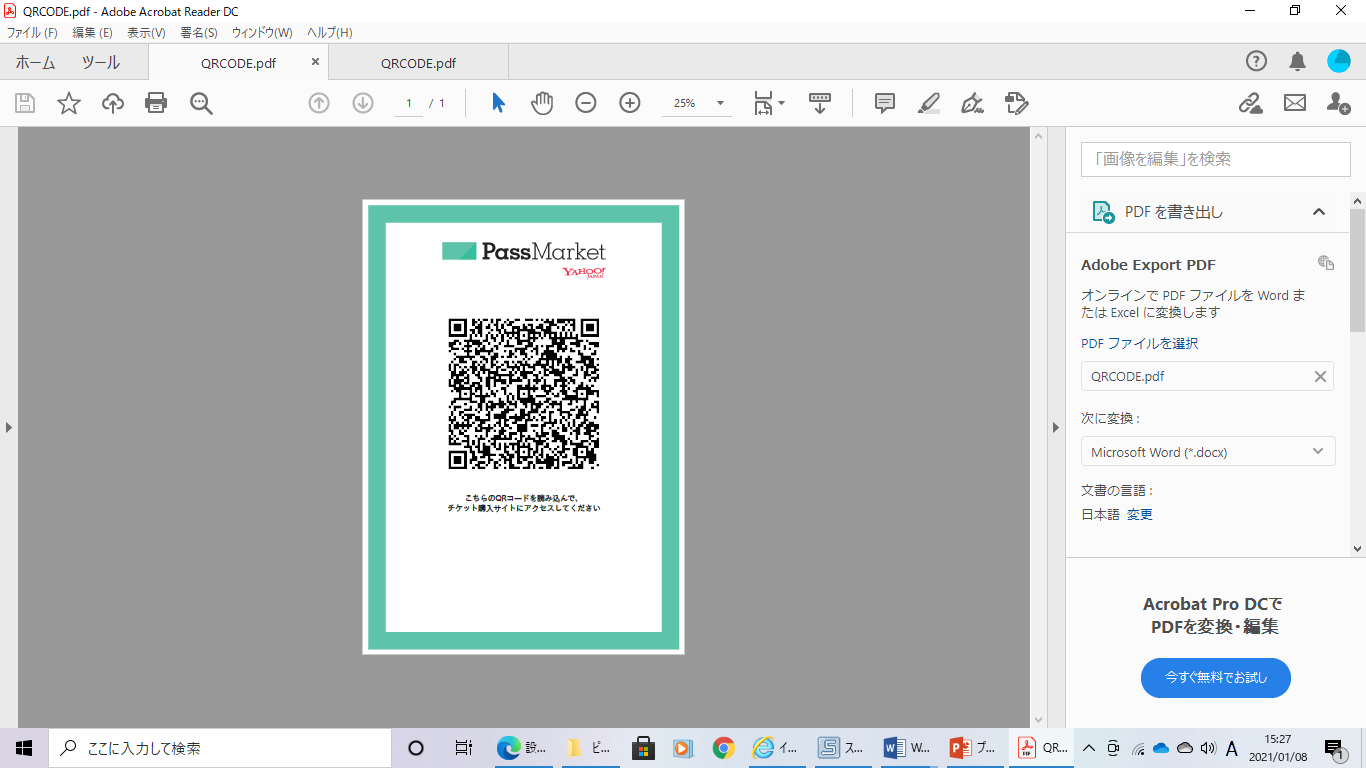 QRCODE.pdf - Adobe Acrobat Reader DC
ファイル (F) 編集 (E) 表示(V) 署名(S) ウィンドウ(W) ヘルプ(H)
ホーム ツール QRCODE.pdf × QRCODE.pdf
1 / 1 25%
「画像を編集」を検索
PDF を書き出し
PassMarket
YAHOO!
JAPAN
こちらのQRコードを読み込んで、
チケット購入サイトにアクセスしてください
Adobe Export PDF
オンラインで PDF ファイルを Word ま
たは Excel に変換します
PDF ファイルを選択
QRCODE.pdf
次に変換 :
Microsoft Word (*.docx)
文書の言語 :
日本語 変更
Acrobat Pro DCで
PDFを変換・編集
今すぐ無料でお試し
ここに入力して検索
設... ビ... イ... ス... W... プ... QR... A
15:27
2021/01/08
1